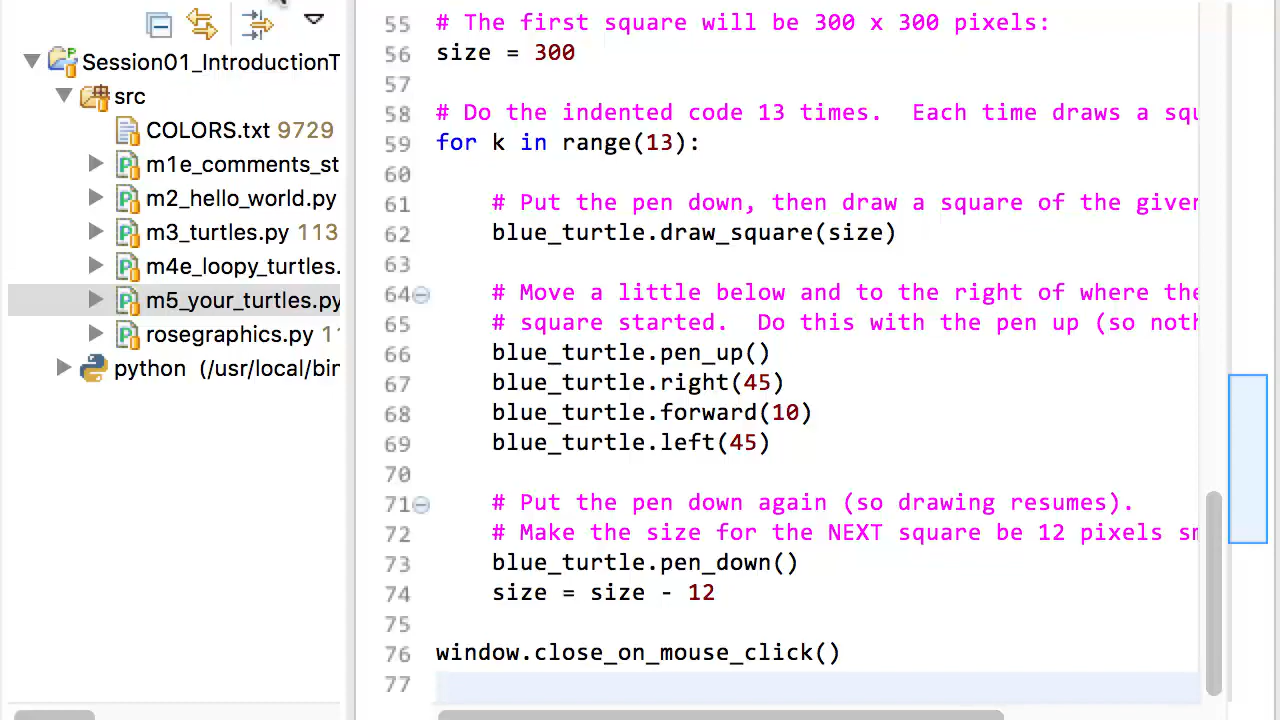 Session01_IntroductionT
src
COLORS.txt 9729
m1e_comments_st
m2_hello_world.py
m3_turtles.py 113
m4e_loopy_turtles.
m5_your_turtles.py
rosegraphics.py 1
python (/usr/local/bin
55 # The first square will be 300 x 300 pixels:
56 size = 300
57
58 # Do the indented code 13 times.  Each time draws a squ
59 for k in range(13):
60
61     # Put the pen down, then draw a square of the given
62     blue_turtle.draw_square(size)
63
64     # Move a little below and to the right of where the
65     # square started.  Do this with the pen up (so noth
66     blue_turtle.pen_up()
67     blue_turtle.right(45)
68     blue_turtle.forward(10)
69     blue_turtle.left(45)
70
71     # Put the pen down again (so drawing resumes).
72     # Make the size for the NEXT square be 12 pixels sm
73     blue_turtle.pen_down()
74     size = size - 12
75
76 window.close_on_mouse_click()
77